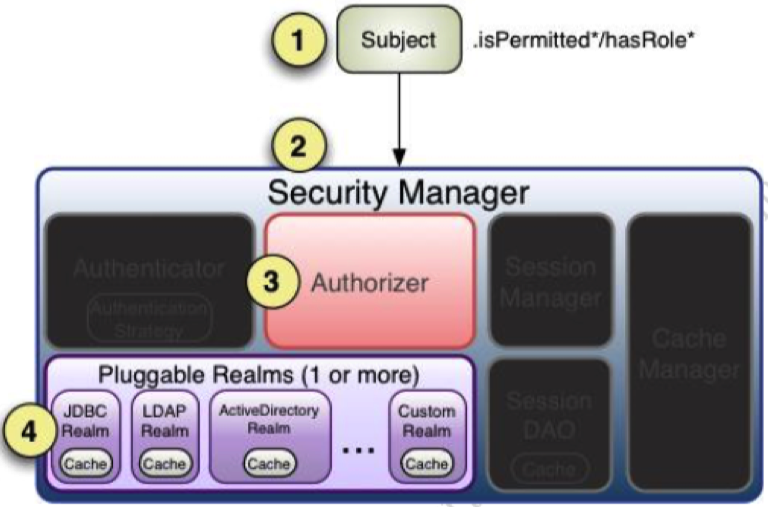 1
Subject
.isPermitted*/hasRole*
2
Security Manager
Authenticator
Authentication
Strategy
3
Authorizer
Session
Manager
Cache
Manager
Pluggable Realms (1 or more)
4
JDBC
Realm
Cache
LDAP
Realm
Cache
ActiveDirectory
Realm
Cache
...
Custom
Realm
Cache
Session
DAO
Cache